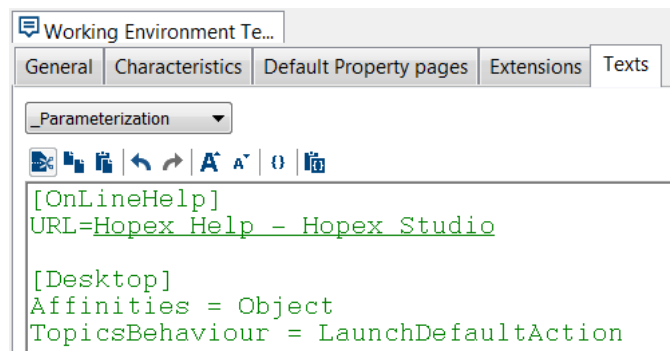 Working Environment Te...
General Characteristics Default Property pages Extensions Texts
_Parameterization
A A {}
[OnLineHelp]
URL=Hopex Help - Hopex Studio
[Desktop]
Affinities = Object
TopicsBehaviour = LaunchDefaultAction